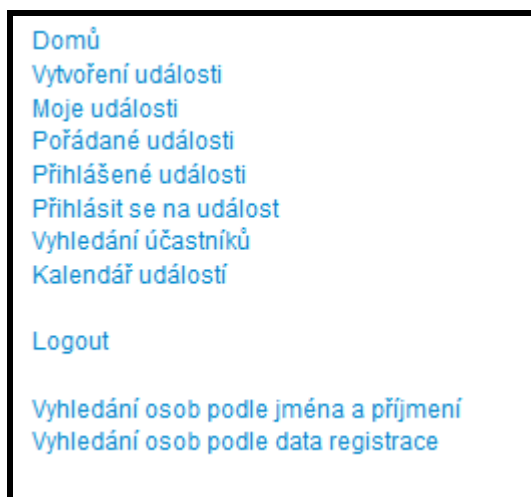 Domů
Vytvoření události
Moje události
Pořádané události
Přihlášené události
Přihlásit se na událost
Vyhledání účastníků
Kalendář událostí
Logout
Vyhledání osob podle jména a příjmení
Vyhledání osob podle data registrace